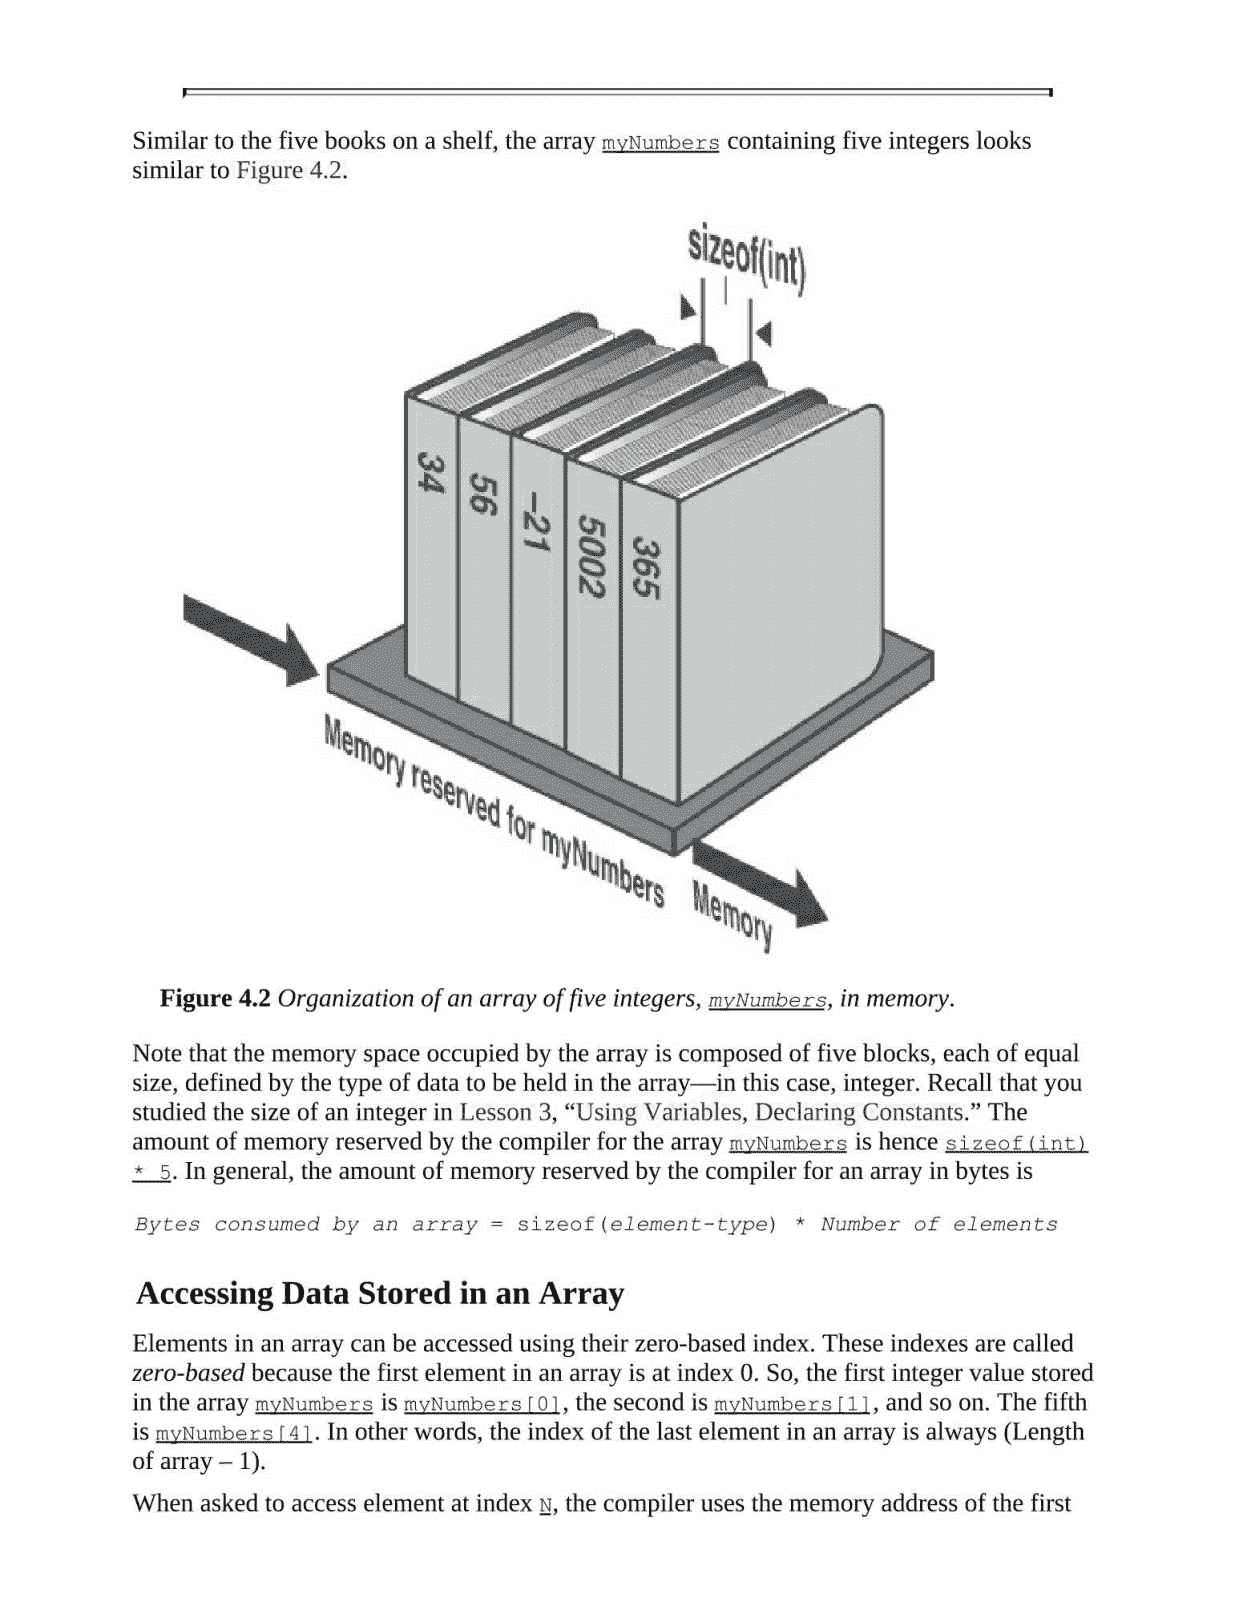 Similar to the five books on a shelf, the array myNumbers containing five integers looks
similar to Figure 4.2.
sizeof(int)
34
56
-21
5002
365
Memory reserved for myNumbers
Memory
Figure 4.2 Organization of an array of five integers, myNumbers, in memory.
Note that the memory space occupied by the array is composed of five blocks, each of equal
size, defined by the type of data to be held in the array—in this case, integer. Recall that you
studied the size of an integer in Lesson 3, “Using Variables, Declaring Constants.” The
amount of memory reserved by the compiler for the array myNumbers is hence sizeof(int)
* 5. In general, the amount of memory reserved by the compiler for an array in bytes is
Bytes consumed by an array = sizeof(element-type) * Number of elements
Accessing Data Stored in an Array
Elements in an array can be accessed using their zero-based index. These indexes are called
zero-based because the first element in an array is at index 0. So, the first integer value stored
in the array myNumbers is myNumbers[0], the second is myNumbers[1], and so on. The fifth
is myNumbers[4]. In other words, the index of the last element in an array is always (Length
of array – 1).
When asked to access element at index N, the compiler uses the memory address of the first